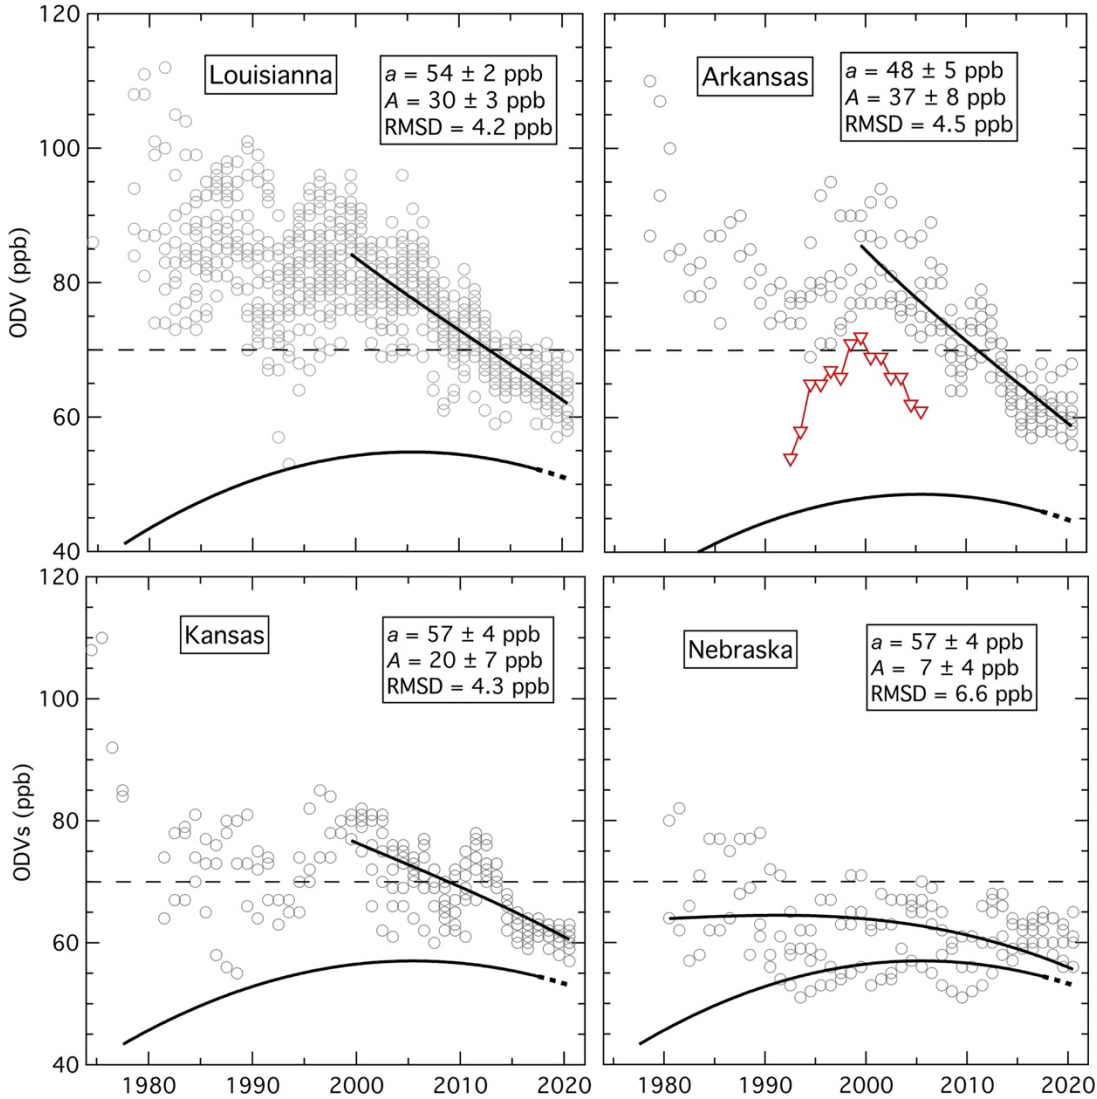 120
100
80
60
40
ODV (ppb)
Louisianna
a = 54 ± 2 ppb
A = 30 ± 3 ppb
RMSD = 4.2 ppb
Arkansas
a = 48 ± 5 ppb
A = 37 ± 8 ppb
RMSD = 4.5 ppb
120
100
80
60
40
ODVs (ppb)
Kansas
a = 57 ± 4 ppb
A = 20 ± 7 ppb
RMSD = 4.3 ppb
Nebraska
a = 57 ± 4 ppb
A = 7 ± 4 ppb
RMSD = 6.6 ppb
1980 1990 2000 2010 2020
1980 1990 2000 2010 2020